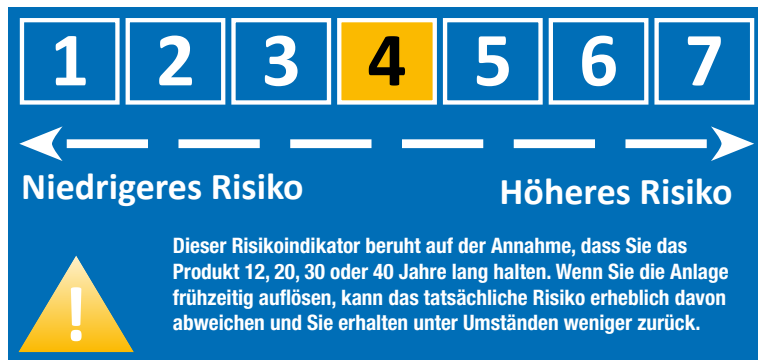 1 2 3 4 5 6 7
Niedrigeres Risiko Höheres Risiko
Dieser Risikoindikator beruht auf der Annahme, dass Sie das
Produkt 12, 20, 30 oder 40 Jahre lang halten. Wenn Sie die Anlage
frühzeitig auflösen, kann das tatsächliche Risiko erheblich davon
abweichen und Sie erhalten unter Umständen weniger zurück.
!